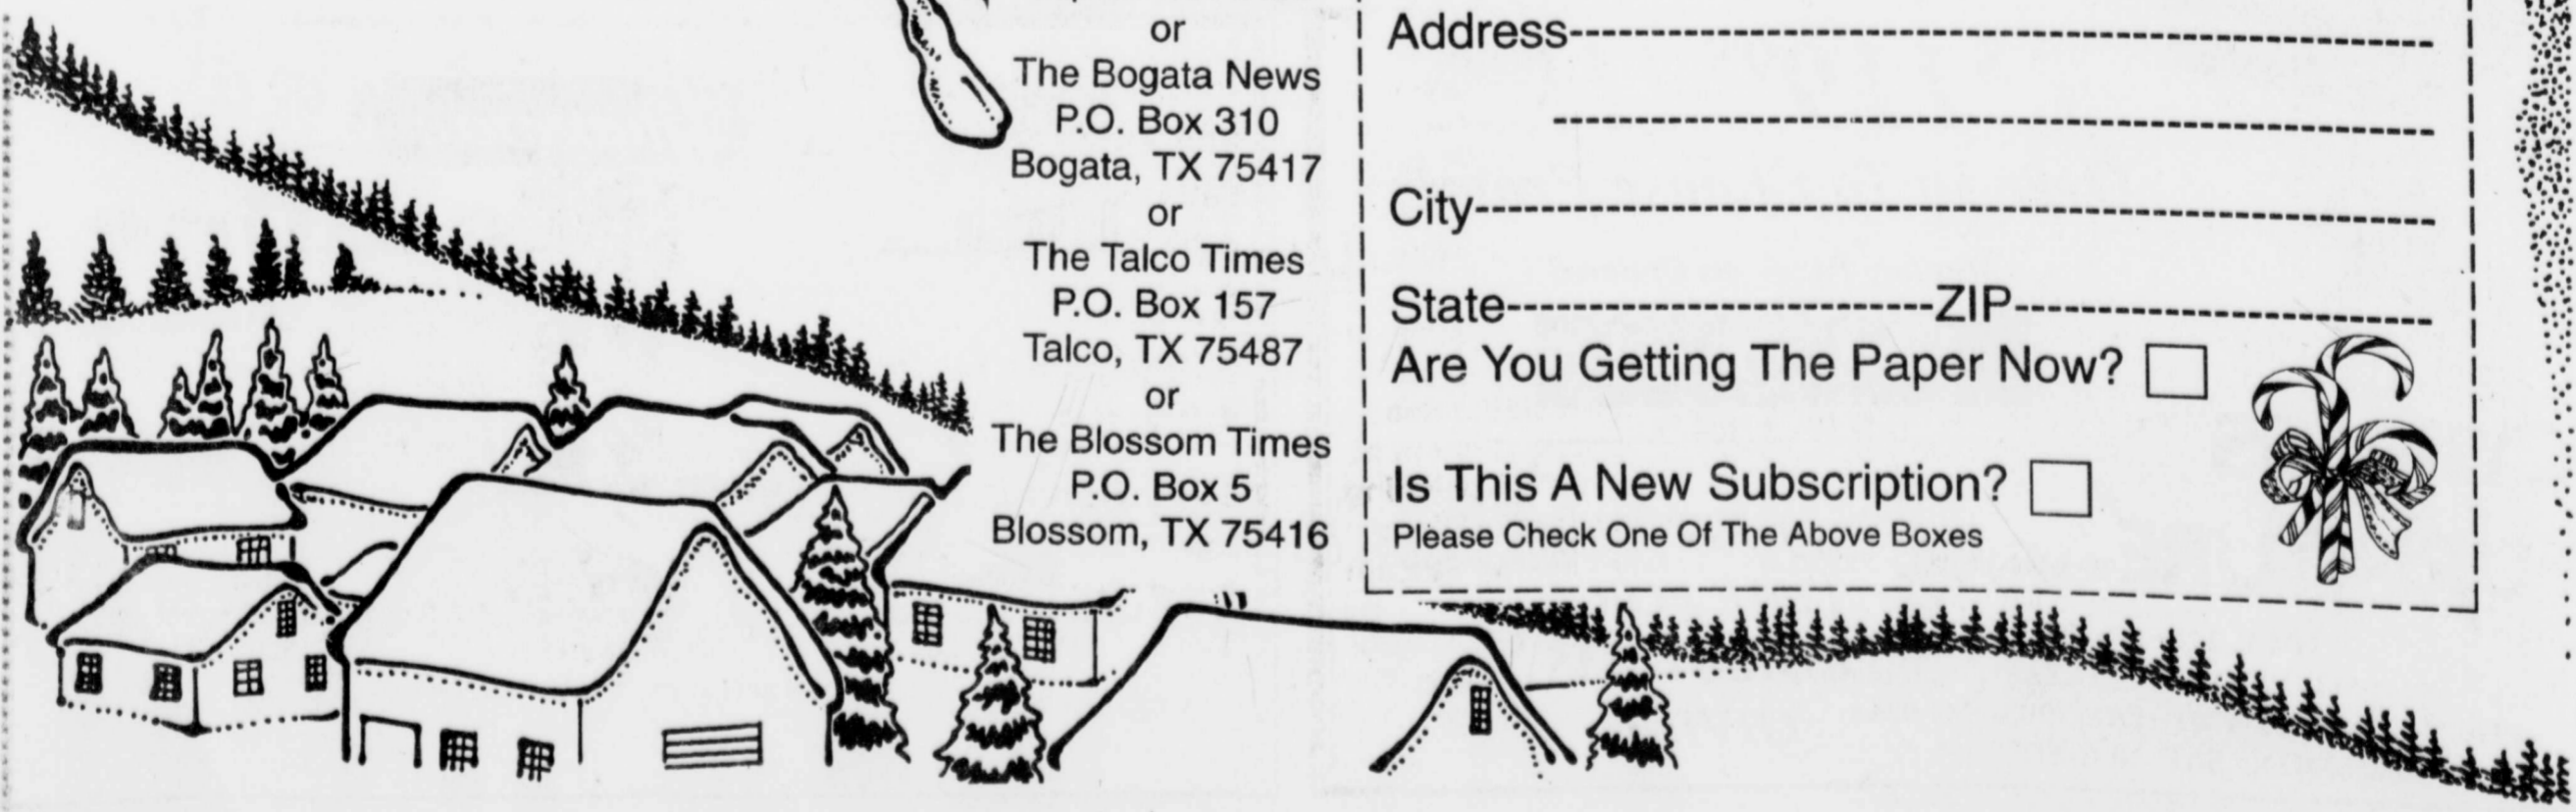 or
The Bogata News
P.O. Box 310
Bogata, TX 75417
or
The Talco Times
P.O. Box 157
Talco, TX 75487
or
The Blossom Times
P.O. Box 5
Blossom, TX 75416
Address
City
State ZIP
Are You Getting The Paper Now?
Is This A New Subscription?
Please Check One Of The Above Boxes